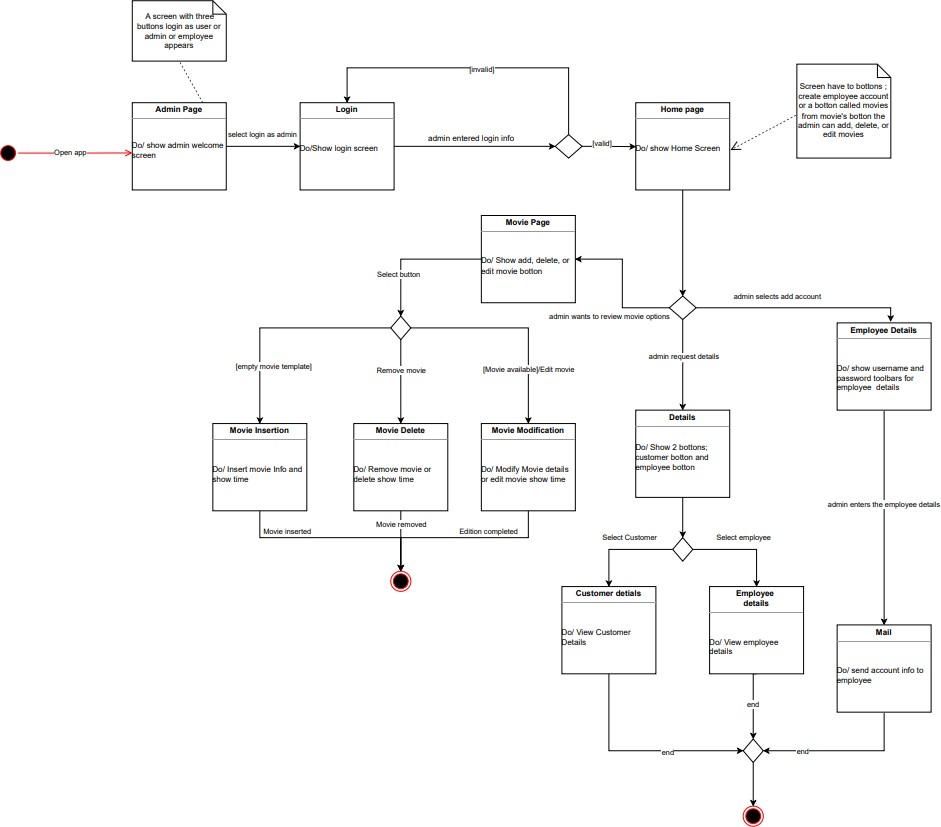 A screen with three
buttons login as user or
admin or employee
appears
[invalid]
Screen have to bottons ;
create employee account
or a botton called movies
from movie's botton the
admin can add, delete, or
edit movies
Admin Page
Do/ show admin welcome
screen
Open app
select login as admin
Login
Do/Show login screen
admin entered login info
[valid]
Home page
Do/ show Home Screen
Movie Page
Do/ Show add, delete, or
edit movie botton
Select button
admin wants to review movie options
admin selects add account
admin request details
Employee Details
Do/ show username and
password toolbars for
employee details
[empty movie template]
Remove movie
[Movie available]/Edit movie
Movie Insertion
Do/ Insert movie Info and
show time
Movie Delete
Do/ Remove movie or
delete show time
Movie Modification
Do/ Modify Movie details
or edit movie show time
Details
Do/ Show 2 bottons;
customer botton and
employee botton
admin enters the employee details
Movie inserted
Movie removed
Edition completed
Select Customer
Select employee
Customer detials
Do/ View Customer
Details
Employee
details
Do/ View employee
details
Mail
Do/ send account info to
employee
end
end
end